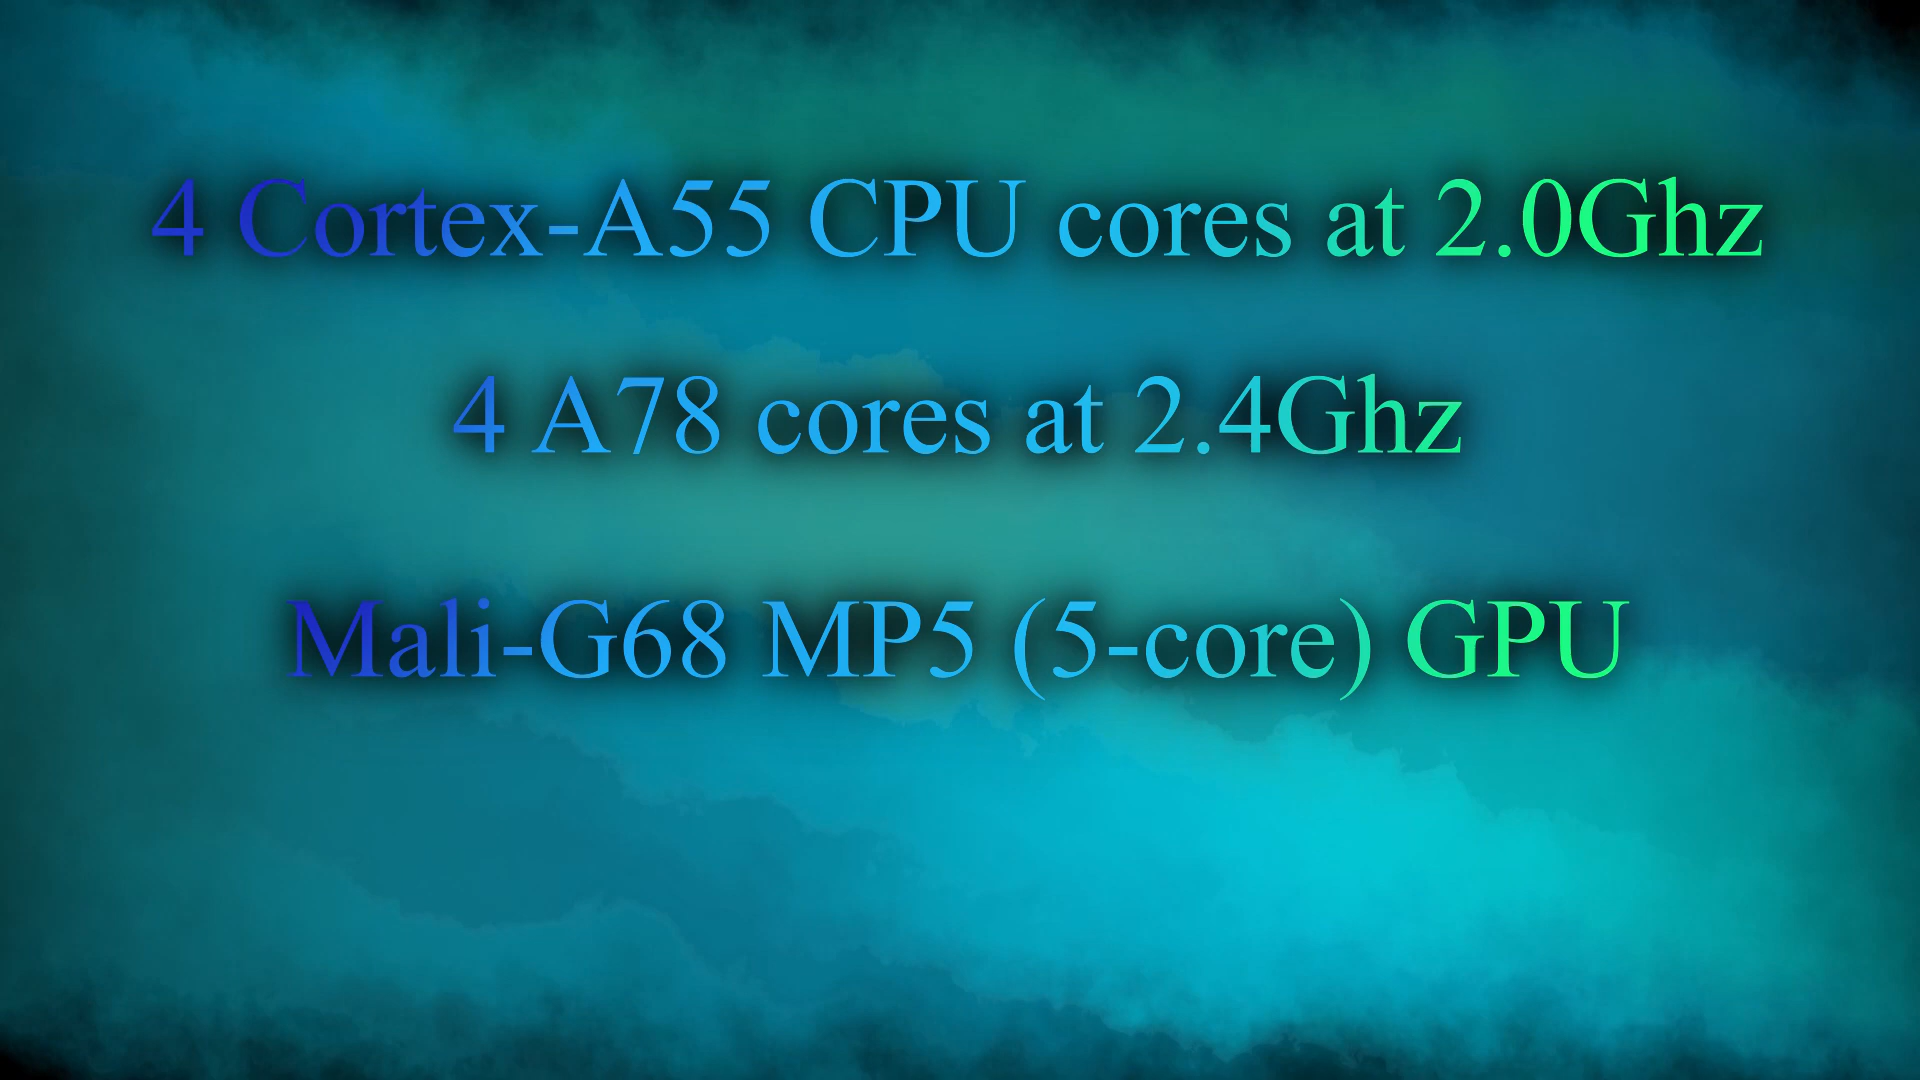 4 Cortex-A55 CPU cores at 2.0Ghz
4 A78 cores at 2.4Ghz
Mali-G68 MP5 (5-core) GPU